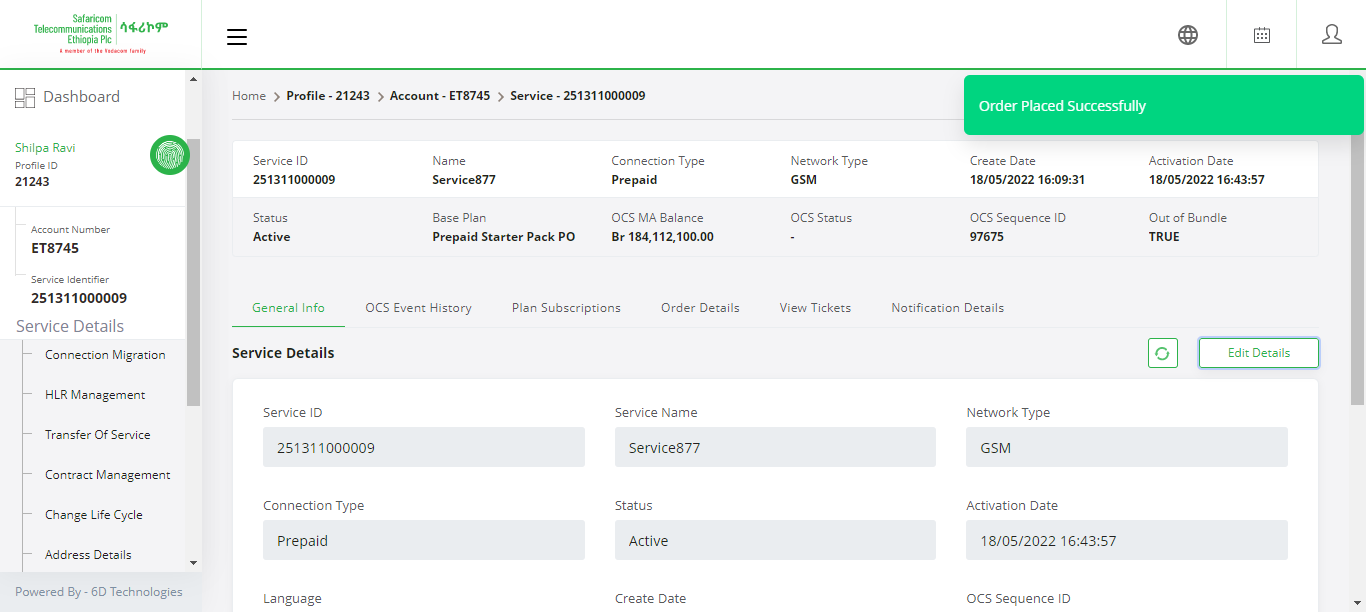 Safaricom
Telecommunications
Ethiopia Plc
ሳፋሪኮም
A member of the Vodacom family
Dashboard
Shilpa Ravi
Profile ID
21243
Account Number
ET8745
Service Identifier
251311000009
Service Details
Connection Migration
HLR Management
Transfer Of Service
Contract Management
Change Life Cycle
Address Details
Powered By - 6D Technologies
Home > Profile - 21243 > Account - ET8745 > Service - 251311000009
Order Placed Successfully
Service ID Name Connection Type Network Type Create Date Activation Date
251311000009 Service877 Prepaid GSM 18/05/2022 16:09:31 18/05/2022 16:43:57
Status Base Plan OCS MA Balance OCS Status OCS Sequence ID Out of Bundle
Active Prepaid Starter Pack PO Br 184,112,100.00 - 97675 TRUE
General Info OCS Event History Plan Subscriptions Order Details View Tickets Notification Details
Service Details Edit Details
Service ID Service Name Network Type
251311000009 Service877 GSM
Connection Type Status Activation Date
Prepaid Active 18/05/2022 16:43:57
Language Create Date OCS Sequence ID